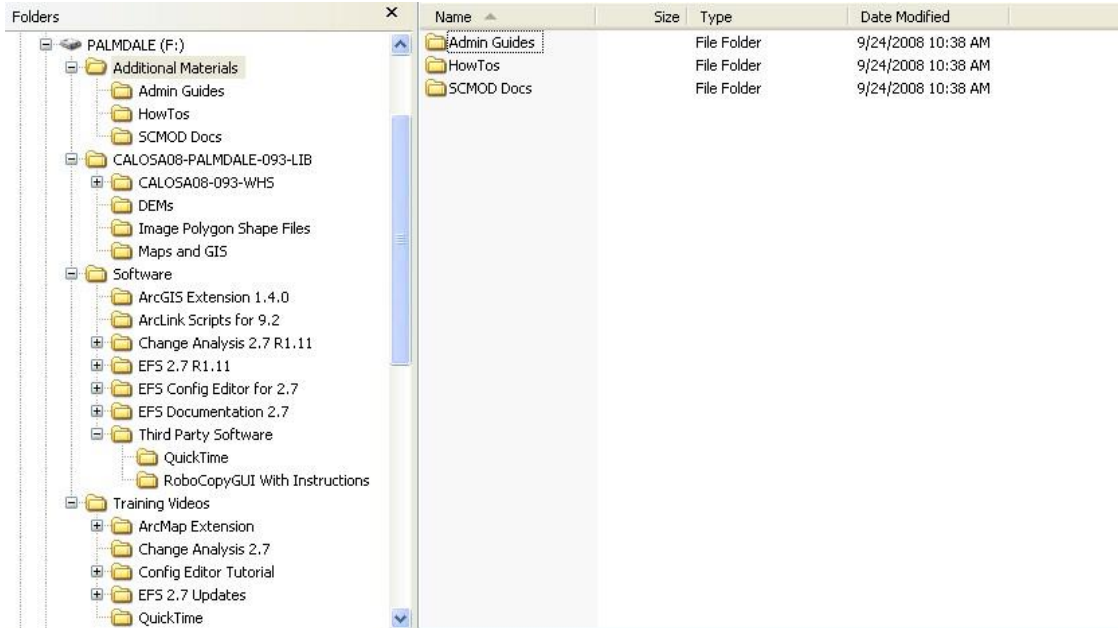 Folders
PALMDALE (F:)
Additional Materials
Admin Guides
HowTos
SCMOD Docs
CALOSA08-PALMDALE-093-LIB
CALOSA08-093-WHS
DEMs
Image Polygon Shape Files
Maps and GIS
Software
ArcGIS Extension 1.4.0
ArcLink Scripts for 9.2
Change Analysis 2.7 R1.11
EFS 2.7 R1.11
EFS Config Editor for 2.7
EFS Documentation 2.7
Third Party Software
QuickTime
RoboCopyGUI With Instructions
Training Videos
ArcMap Extension
Change Analysis 2.7
Config Editor Tutorial
EFS 2.7 Updates
QuickTime
Name Size Type Date Modified
Admin Guides File Folder 9/24/2008 10:38 AM
HowTos File Folder 9/24/2008 10:38 AM
SCMOD Docs File Folder 9/24/2008 10:38 AM